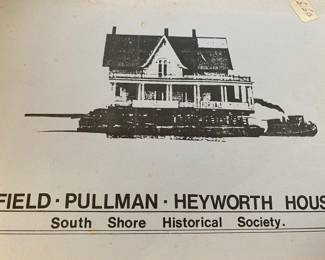 FIELD · PULLMAN · HEYWORTH HOUS
South Shore Historical Society.